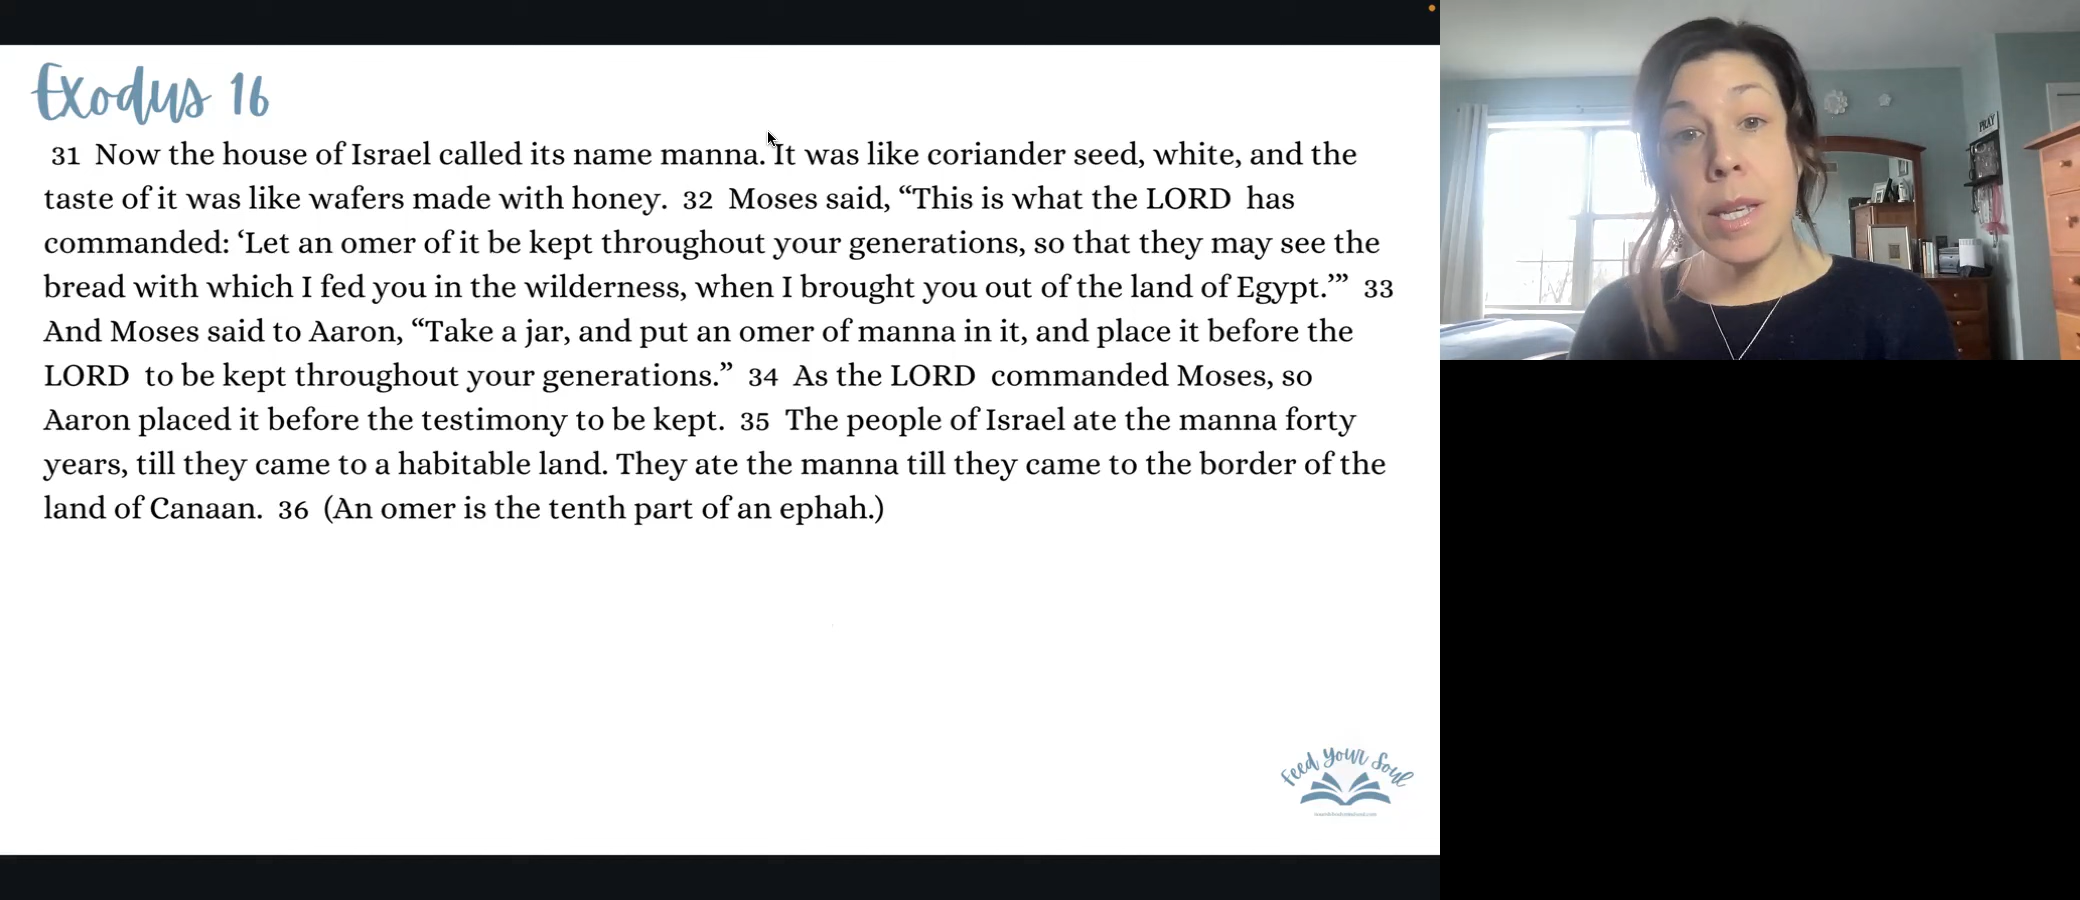 Exodus 16
31 Now the house of Israel called its name manna. It was like coriander seed, white, and the
taste of it was like wafers made with honey. 32 Moses said, “This is what the LORD has
commanded: ‘Let an omer of it be kept throughout your generations, so that they may see the
bread with which I fed you in the wilderness, when I brought you out of the land of Egypt.’” 33
And Moses said to Aaron, “Take a jar, and put an omer of manna in it, and place it before the
LORD to be kept throughout your generations.” 34 As the LORD commanded Moses, so
Aaron placed it before the testimony to be kept. 35 The people of Israel ate the manna forty
years, till they came to a habitable land. They ate the manna till they came to the border of the
land of Canaan. 36 (An omer is the tenth part of an ephah.)
Feed Your Soul
PRAY